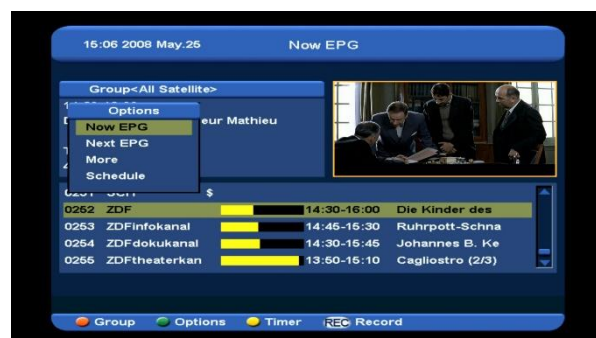 15:06 2008 May.25 Now EPG
Group<All Satellite>
Options
eur Mathieu
Now EPG
Next EPG
More
Schedule
$
0252 ZDF 14:30-16:00 Die Kinder des
0253 ZDFinfokanal 14:45-15:30 Ruhrpott-Schna
0254 ZDFdokukanal 14:30-15:45 Johannes B. Ke
0255 ZDFtheaterkan 13:50-15:10 Cagliostro (2/3)
Group Options Timer REC Record